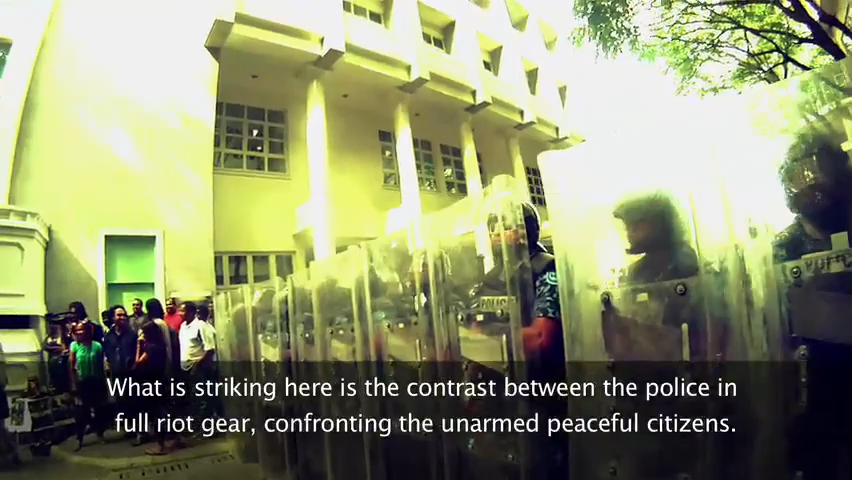 POLICE
What is striking here is the contrast between the police in
full riot gear, confronting the unarmed peaceful citizens.